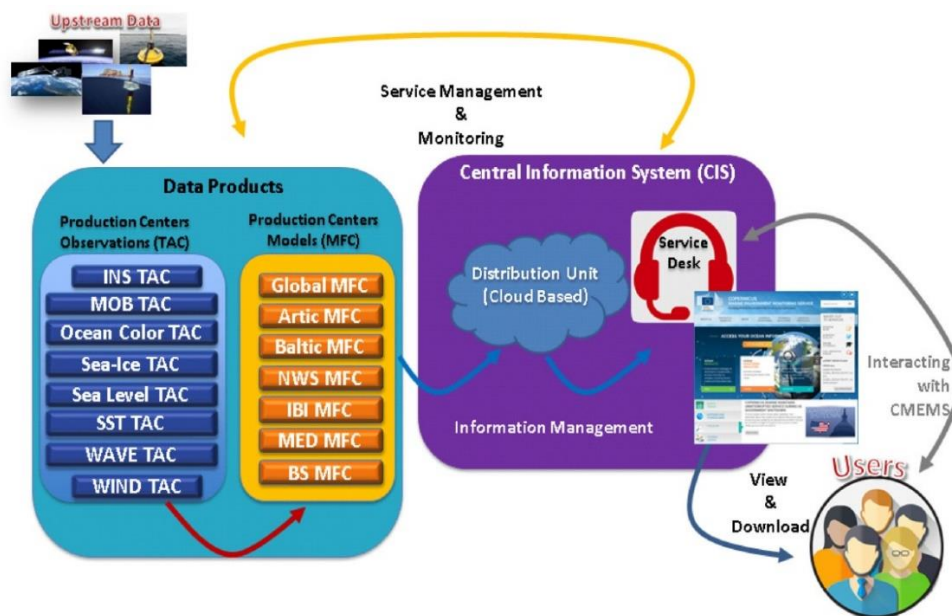 Upstream Data
Service Management
&
Monitoring
Data Products
Production Centers
Observations (TAC)
INS TAC
MOB TAC
Ocean Color TAC
Sea-Ice TAC
Sea Level TAC
SST TAC
WAVE TAC
WIND TAC
Production Centers
Models (MFC)
Global MFC
Artic MFC
Baltic MFC
NWS MFC
IBI MFC
MED MFC
BS MFC
Central Information System (CIS)
Distribution Unit
(Cloud Based)
Service
Desk
Information Management
Interacting
with
CMEMS
View
&
Download
Users